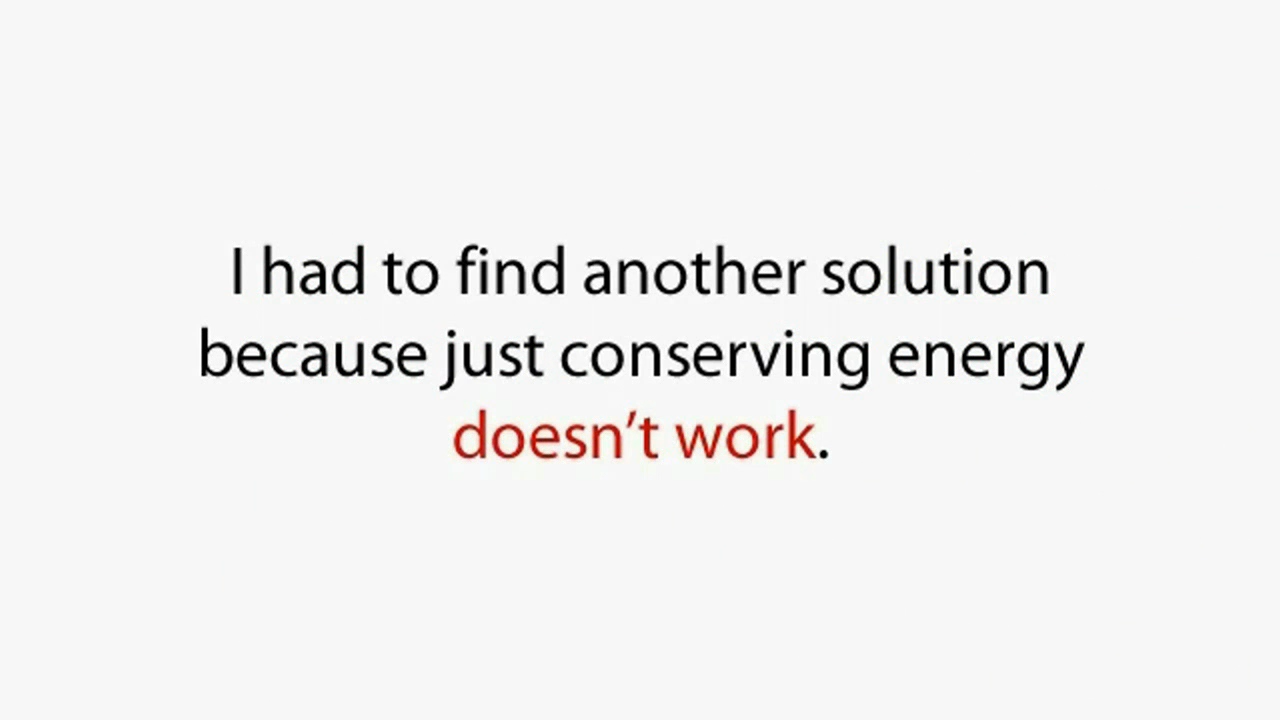 I had to find another solution
because just conserving energy
doesn’t work.